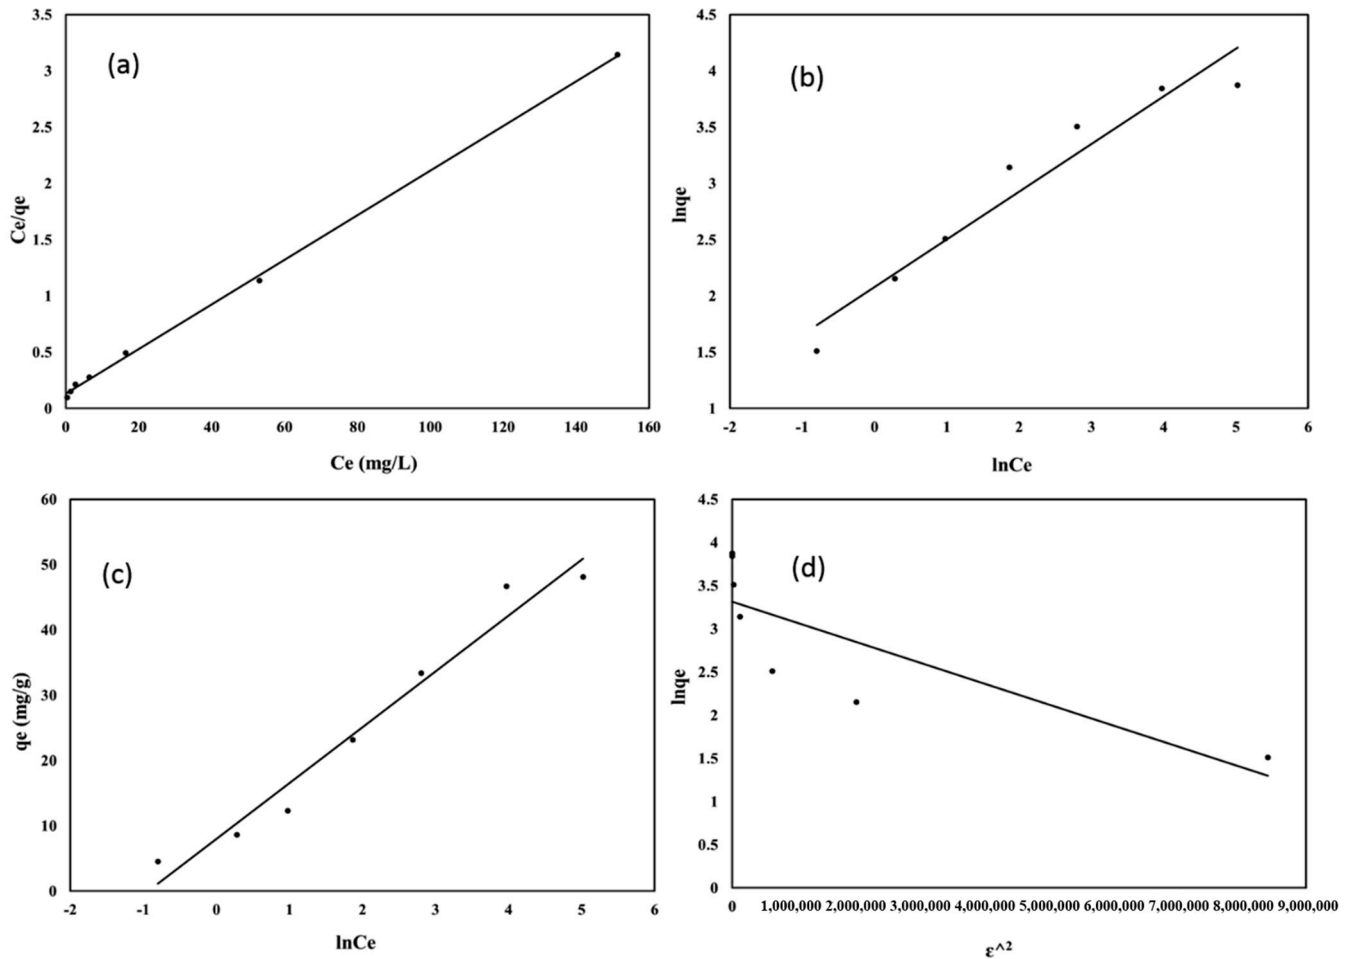 3.5
3
2.5
2
1.5
1
0.5
0
Ce/qe
(a)
0 20 40 60 80 100 120 140 160
Ce (mg/L)
4.5
4
3.5
3
2.5
2
1.5
1
lnqe
(b)
-2 -1 0 1 2 3 4 5 6
lnCe
60
50
40
30
20
10
0
qe (mg/g)
(c)
-2 -1 0 1 2 3 4 5 6
lnCe
4.5
4
3.5
3
2.5
2
1.5
1
0.5
0
lnqe
(d)
0 1,000,000 2,000,000 3,000,000 4,000,000 5,000,000 6,000,000 7,000,000 8,000,000 9,000,000
ε^²